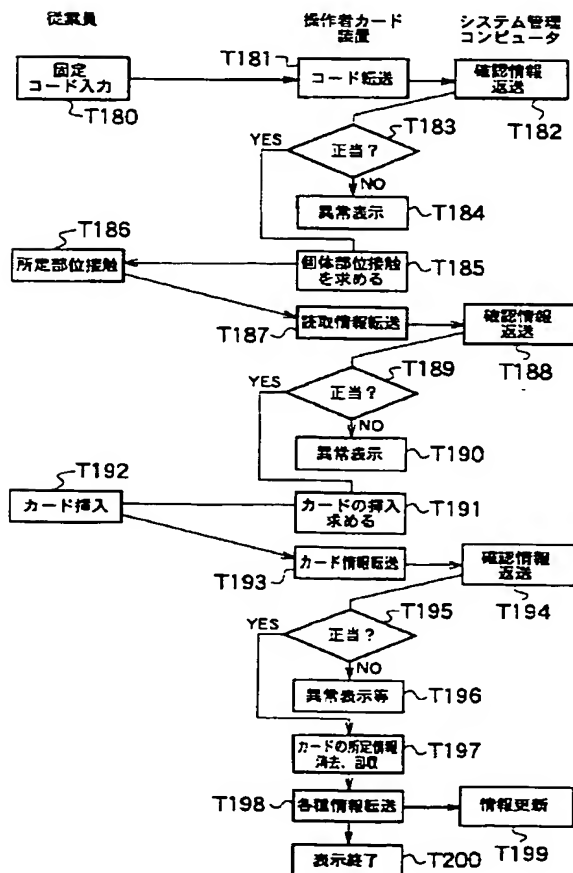 従業員
操作者カード
装置
システム管理
コンピュータ
固定
コード入力
T180
T181
コード転送
確認情報
返送
T182
T183
YES
正当?
NO
異常表示
T184
T186
所定部位接触
個体部位接触
を求める
T185
読取情報転送
T187
確認情報
返送
T188
T189
YES
正当?
NO
異常表示
T190
T192
カード挿入
カードの挿入
求める
T191
カード情報転送
T193
確認情報
返送
T194
T195
YES
正当?
NO
異常表示等
T196
カードの所定情報
消去、回収
T197
T198
各種情報転送
情報更新
T199
表示終了
T200